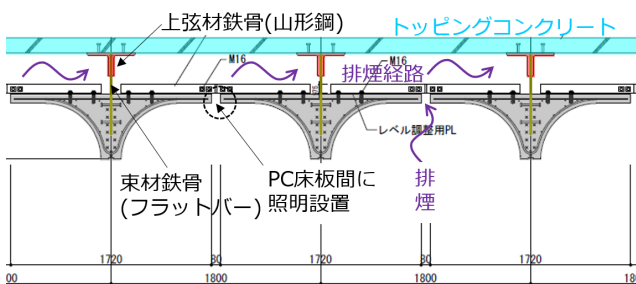 上弦材鉄骨(山形鋼)
トッピングコンクリート
M16
排煙経路
M16
レベル調整用PL
束材鉄骨
(フラットバー)
PC床板間に
照明設置
排
煙
1720
80
1720
80
1720
1800
1800